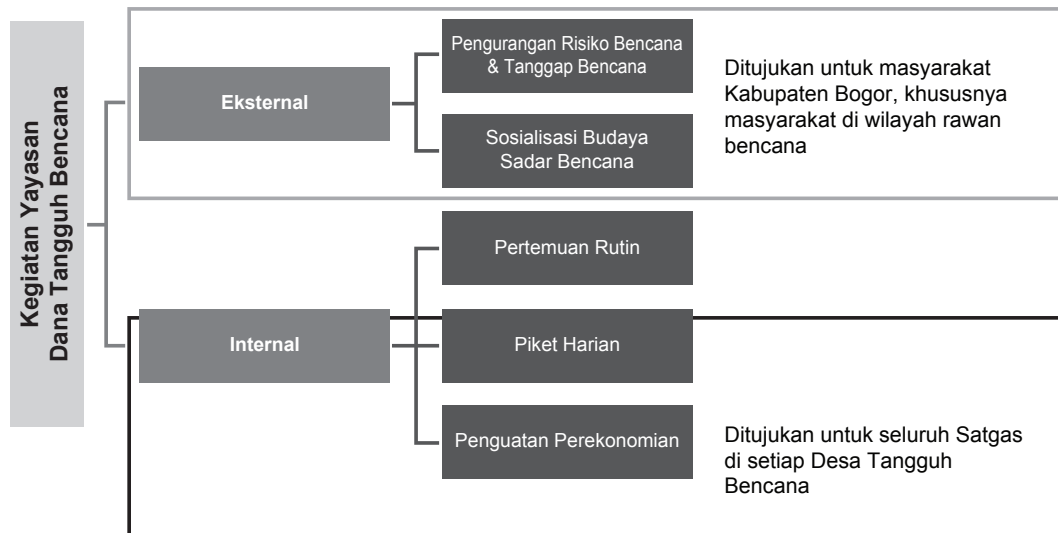 Kegiatan Yayasan
Dana Tangguh Bencana
Eksternal
Pengurangan Risiko Bencana
& Tanggap Bencana
Sosialisasi Budaya
Sadar Bencana
Ditujukan untuk masyarakat
Kabupaten Bogor, khususnya
masyarakat di wilayah rawan
bencana
Internal
Pertemuan Rutin
Piket Harian
Penguatan Perekonomian
Ditujukan untuk seluruh Satgas
di setiap Desa Tangguh
Bencana